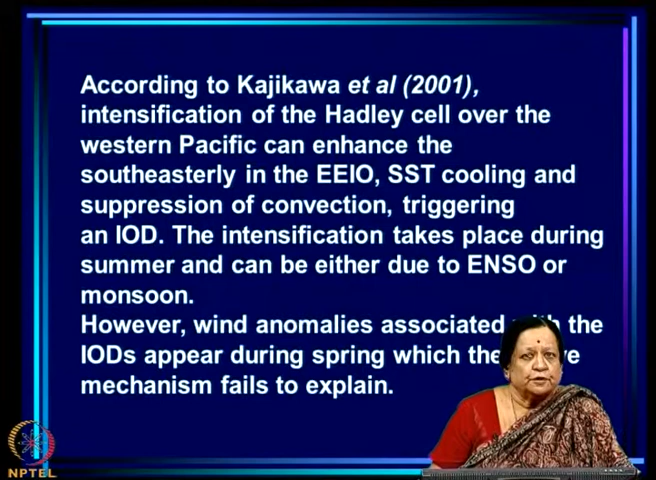 According to Kajikawa et al (2001),
intensification of the Hadley cell over the
western Pacific can enhance the
southeasterly in the EEIO, SST cooling and
suppression of convection, triggering
an IOD. The intensification takes place during
summer and can be either due to ENSO or
monsoon.
However, wind anomalies associated the
IODs appear during spring which
mechanism fails to explain.
NPTEL